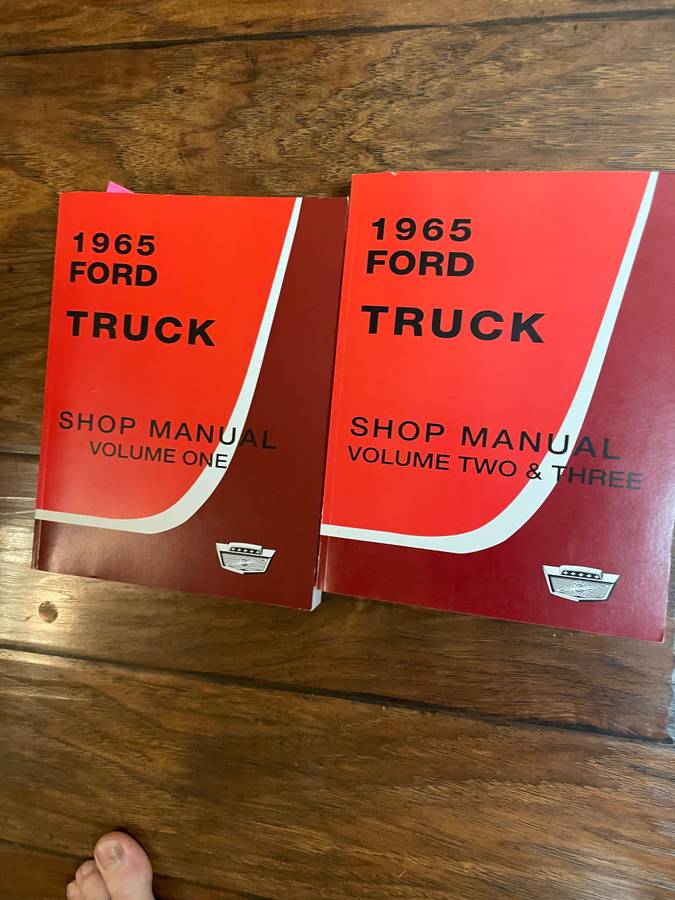 1965
FORD
TRUCK
SHOP MANUAL
VOLUME ONE
1965
FORD
TRUCK
SHOP MANUAL
VOLUME TWO & THREE